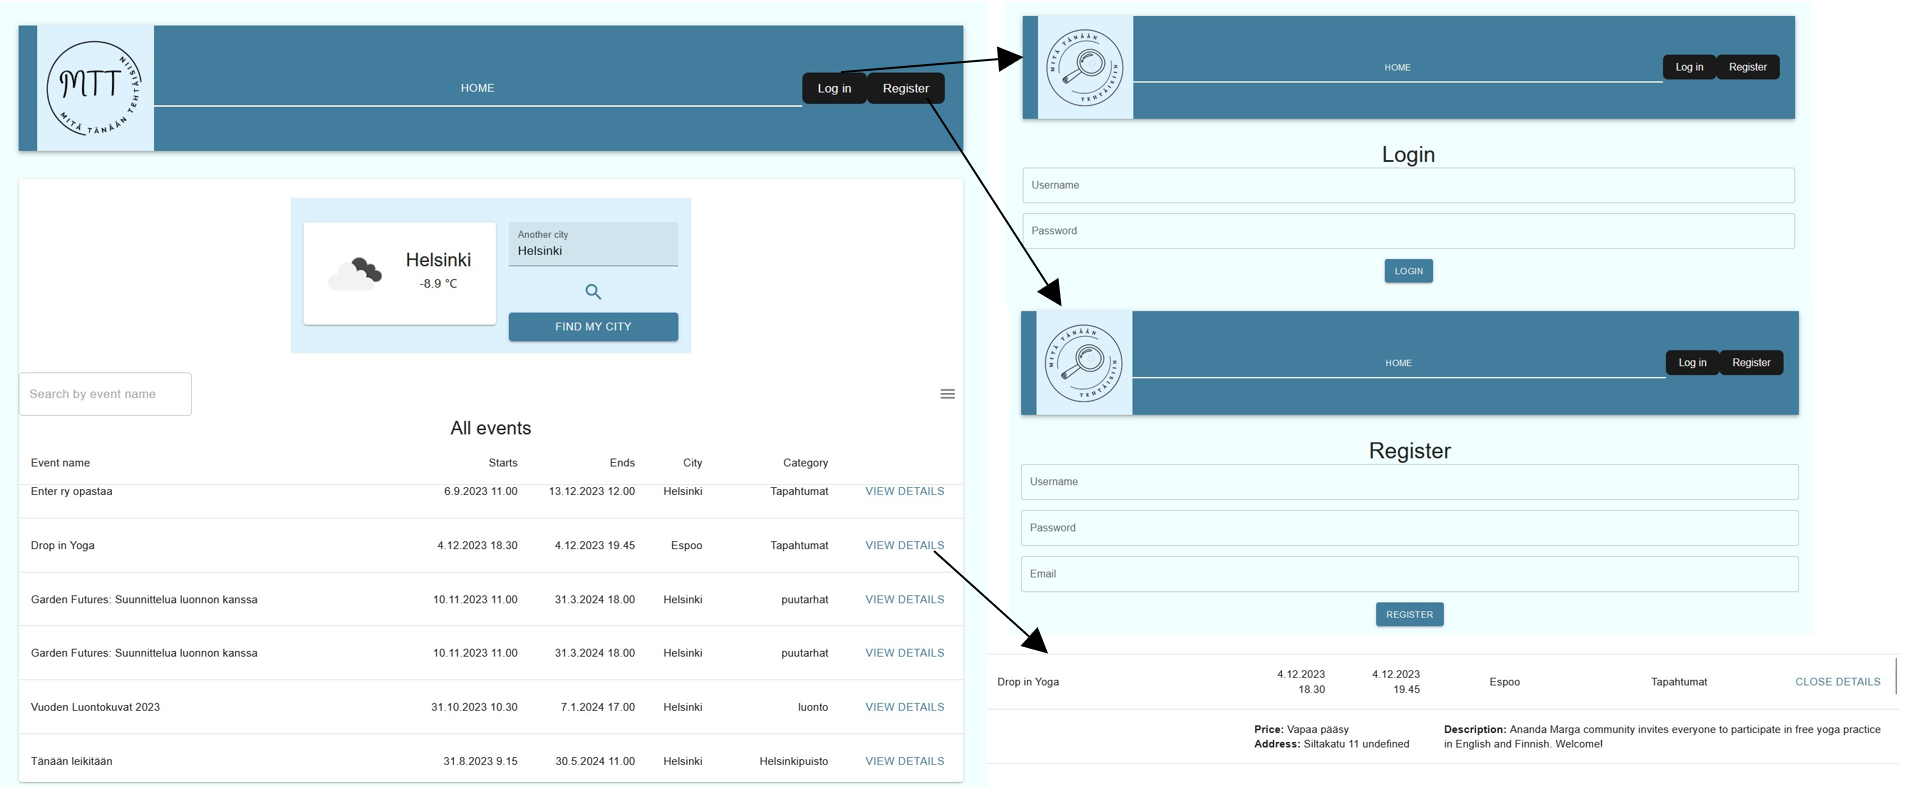 MTT
MITÄ TÄNÄÄN TEHTÄISIIN
HOME
Log in
Register
Helsinki
-8.9 °C
Another city
Helsinki
FIND MY CITY
Search by event name
All events
Event name Starts Ends City Category
Enter ry opastaa 6.9.2023 11.00 13.12.2023 12.00 Helsinki Tapahtumat VIEW DETAILS
Drop in Yoga 4.12.2023 18.30 4.12.2023 19.45 Espoo Tapahtumat VIEW DETAILS
Garden Futures: Suunnittelua luonnon kanssa 10.11.2023 11.00 31.3.2024 18.00 Helsinki puutarhat VIEW DETAILS
Garden Futures: Suunnittelua luonnon kanssa 10.11.2023 11.00 31.3.2024 18.00 Helsinki puutarhat VIEW DETAILS
Vuoden Luontokuvat 2023 31.10.2023 10.30 7.1.2024 17.00 Helsinki luonto VIEW DETAILS
Tänään leikitään 31.8.2023 9.15 30.5.2024 11.00 Helsinki Helsinkipuisto VIEW DETAILS
MITÄ TÄNÄÄN
TEHTÄISIIN
HOME
Log in
Register
Login
Username
Password
LOGIN
MITÄ TÄNÄÄN
TEHTÄISIIN
HOME
Log in
Register
Register
Username
Password
Email
REGISTER
Drop in Yoga
4.12.2023
18.30
4.12.2023
19.45
Espoo
Tapahtumat
CLOSE DETAILS
Price: Vapaa pääsy
Address: Siltakatu 11 undefined
Description: Ananda Marga community invites everyone to participate in free yoga practice
in English and Finnish. Welcome!